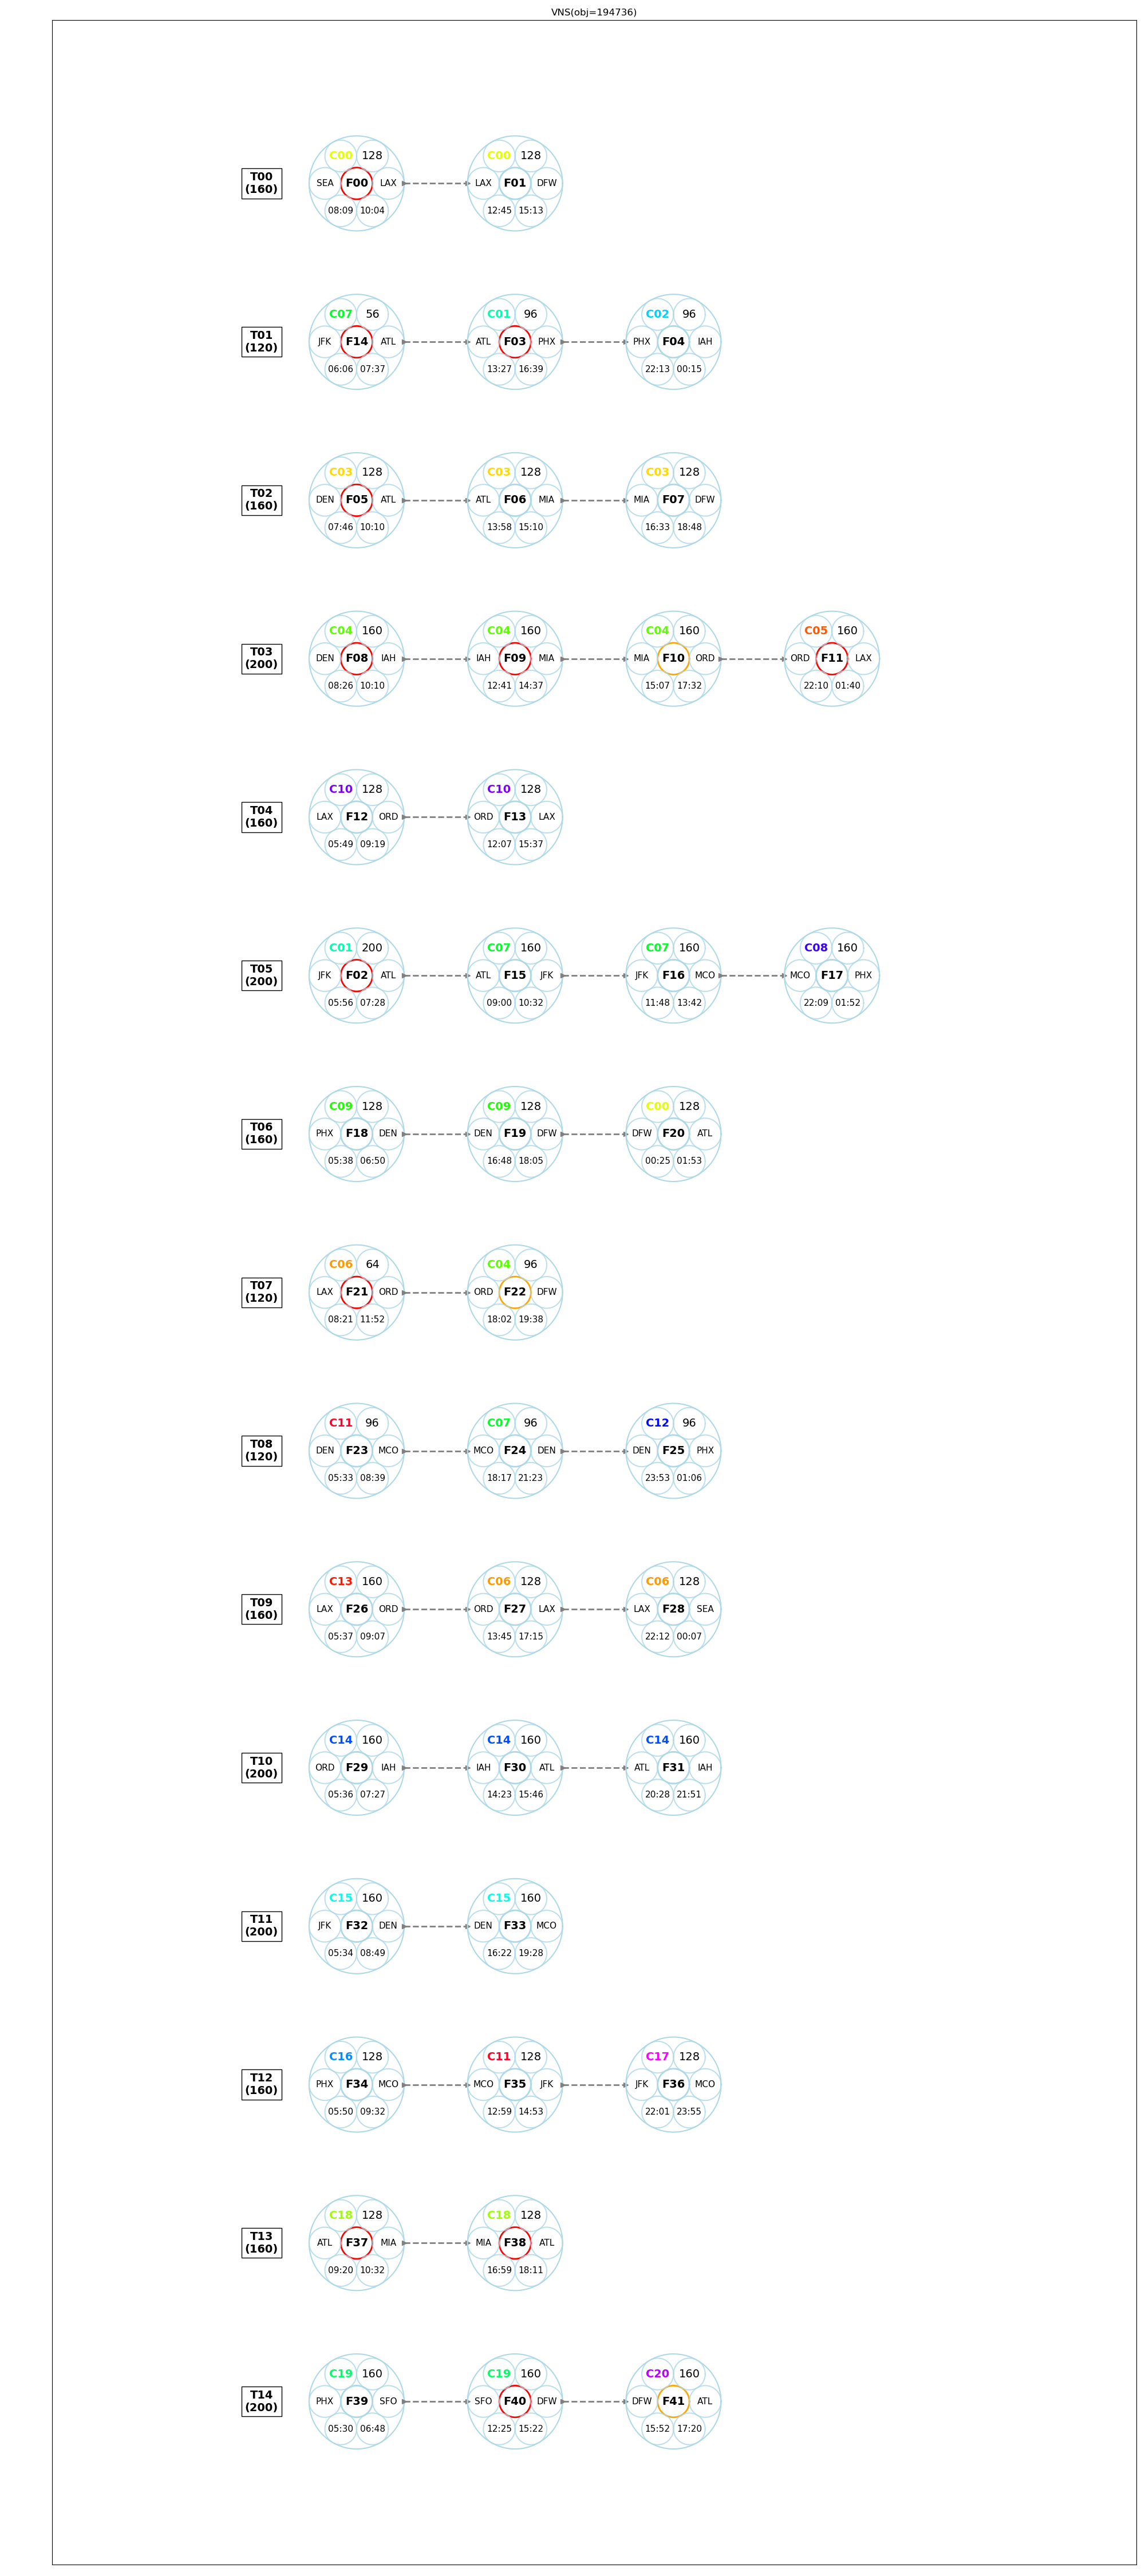 VNS(obj=194736)
C00 128 C00 128
T00
(160)
SEA F00 LAX LAX F01 DFW
08:09 10:04 12:45 15:13
C07 56 C01 96 C02 96
T01
(120)
JFK F14 ATL ATL F03 PHX PHX F04 IAH
06:06 07:37 13:27 16:39 22:13 00:15
C03 128 C03 128 C03 128
T02
(160)
DEN F05 ATL ATL F06 MIA MIA F07 DFW
07:46 10:10 13:58 15:10 16:33 18:48
C04 160 C04 160 C04 160 C05 160
T03
(200)
DEN F08 IAH IAH F09 MIA MIA F10 ORD ORD F11 LAX
08:26 10:10 12:41 14:37 15:07 17:32 22:10 01:40
C10 128 C10 128
T04
(160)
LAX F12 ORD ORD F13 LAX
05:49 09:19 12:07 15:37
C01 200 C07 160 C07 160 C08 160
T05
(200)
JFK F02 ATL ATL F15 JFK JFK F16 MCO MCO F17 PHX
05:56 07:28 09:00 10:32 11:48 13:42 22:09 01:52
C09 128 C09 128 C00 128
T06
(160)
PHX F18 DEN DEN F19 DFW DFW F20 ATL
05:38 06:50 16:48 18:05 00:25 01:53
C06 64 C04 96
T07
(120)
LAX F21 ORD ORD F22 DFW
08:21 11:52 18:02 19:38
C11 96 C07 96 C12 96
T08
(120)
DEN F23 MCO MCO F24 DEN DEN F25 PHX
05:33 08:39 18:17 21:23 23:53 01:06
C13 160 C06 128 C06 128
T09
(160)
LAX F26 ORD ORD F27 LAX LAX F28 SEA
05:37 09:07 13:45 17:15 22:12 00:07
C14 160 C14 160 C14 160
T10
(200)
ORD F29 IAH IAH F30 ATL ATL F31 IAH
05:36 07:27 14:23 15:46 20:28 21:51
C15 160 C15 160
T11
(200)
JFK F32 DEN DEN F33 MCO
05:34 08:49 16:22 19:28
C16 128 C11 128 C17 128
T12
(160)
PHX F34 MCO MCO F35 JFK JFK F36 MCO
05:50 09:32 12:59 14:53 22:01 23:55
C18 128 C18 128
T13
(160)
ATL F37 MIA MIA F38 ATL
09:20 10:32 16:59 18:11
C19 160 C19 160 C20 160
T14
(200)
PHX F39 SFO SFO F40 DFW DFW F41 ATL
05:30 06:48 12:25 15:22 15:52 17:20